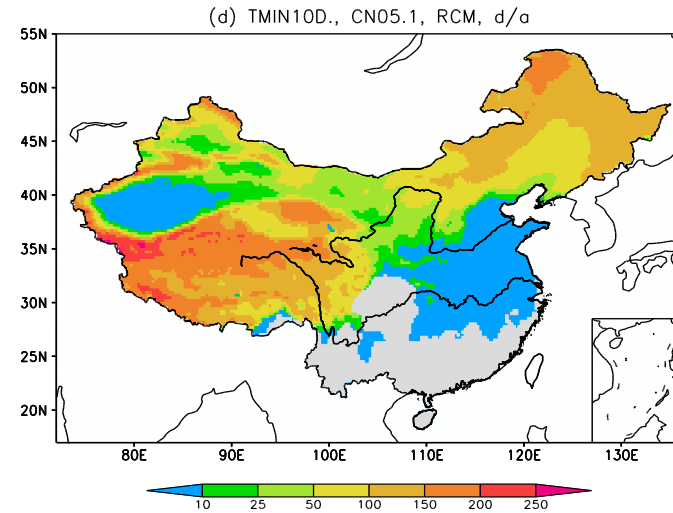 (d) TMIN10D., CN05.1, RCM, d/a
55N
50N
45N
40N
35N
30N
25N
20N
80E 90E 100E 110E 120E 130E
10 25 50 100 150 200 250